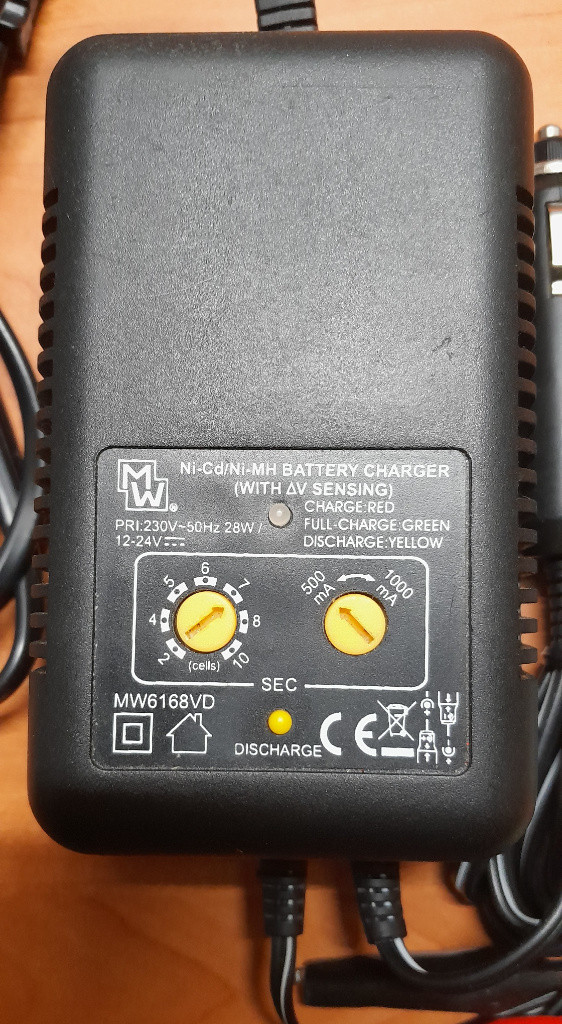 MW®
Ni-Cd/Ni-MH BATTERY CHARGER
(WITH ΔV SENSING)
CHARGE:RED
PRI:230V~50Hz 28W / FULL-CHARGE:GREEN
12-24V⎓ DISCHARGE:YELLOW
2 4 5 6 7 8 10
(cells)
500 mA 1000 mA
SEC
MW6168VD
DISCHARGE
CE